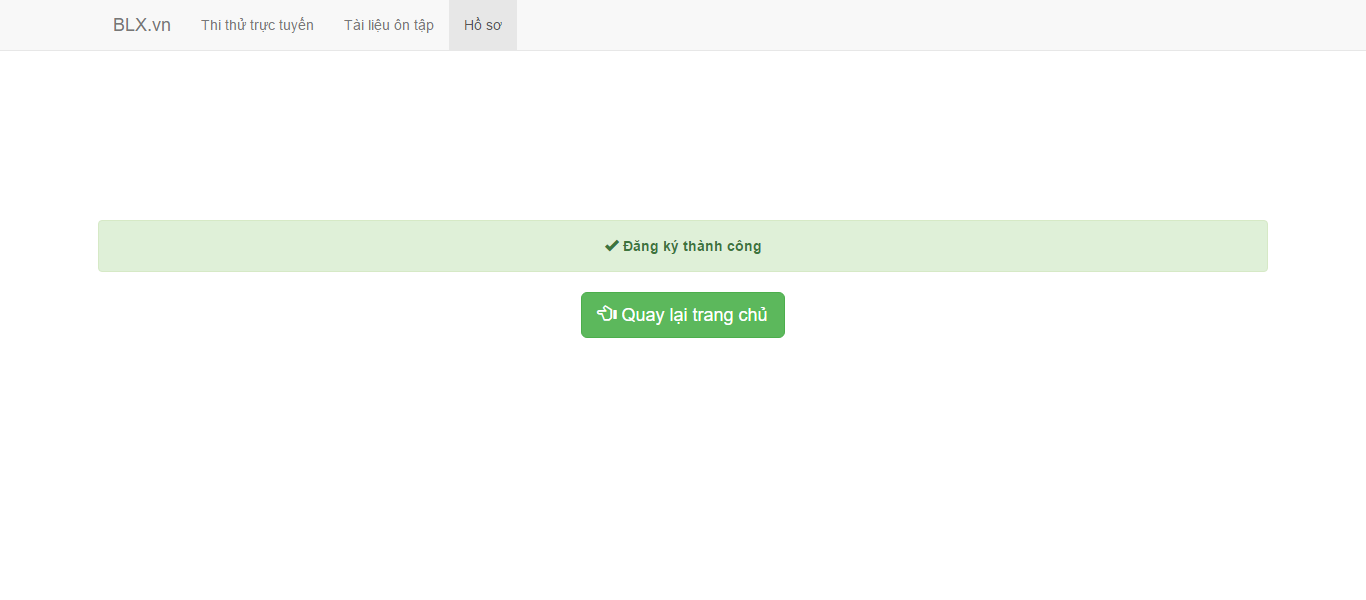 BLX.vn Thi thử trực tuyến Tài liệu ôn tập Hồ sơ
Đăng ký thành công
Quay lại trang chủ